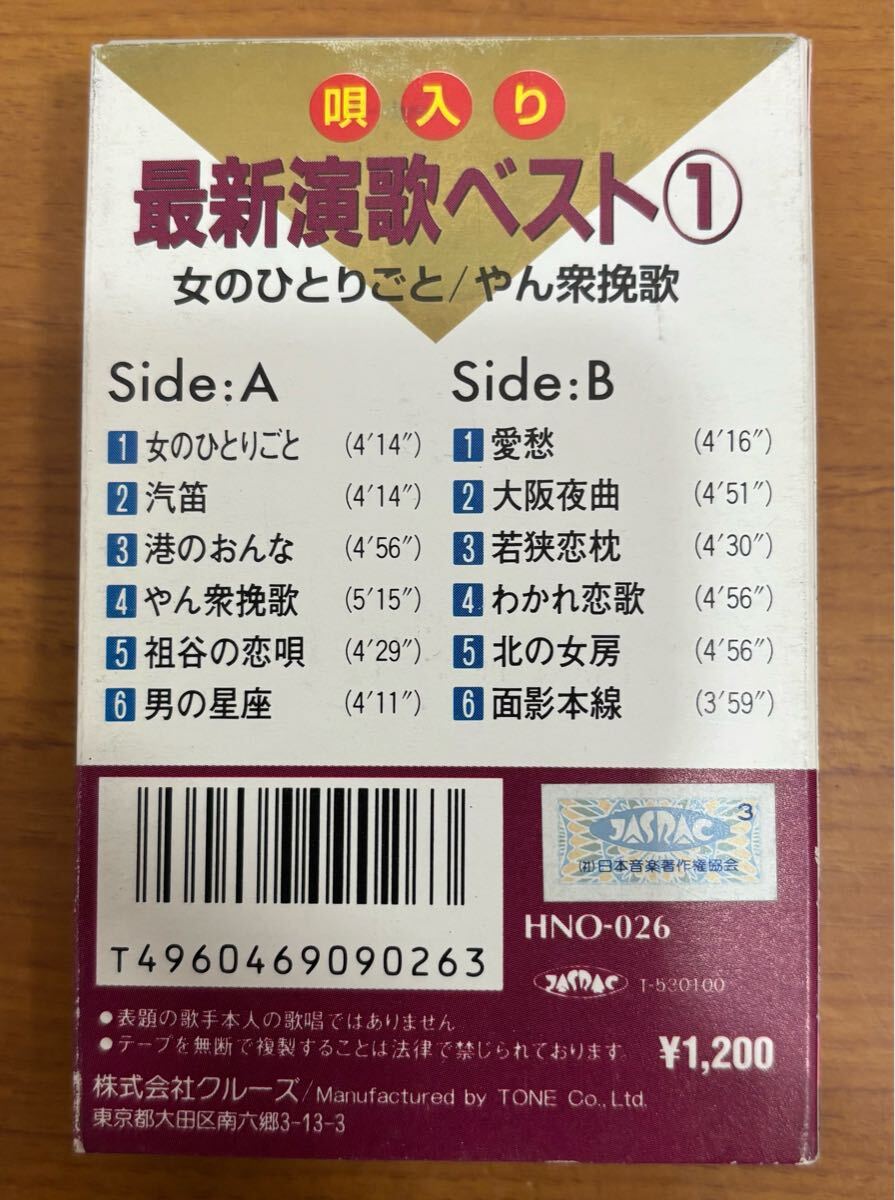 唄入り
最新演歌ベスト①
女のひとりごと/やん衆挽歌
Side:A
1 女のひとりごと (4′14″)
2 汽笛 (4′14″)
3 港のおんな (4′56″)
4 やん衆挽歌 (5′15″)
5 祖谷の恋唄 (4′29″)
6 男の星座 (4′11″)
Side:B
1 愛愁 (4′16″)
2 大阪夜曲 (4′51″)
3 若狭恋枕 (4′30″)
4 わかれ恋歌 (4′56″)
5 北の女房 (4′56″)
6 面影本線 (3′59″)
T4960469090263
3
JASRAC
㈳日本音楽著作権協会
HNO-026
JASRAC T-530100
●表題の歌手本人の歌唱ではありません
●テープを無断で複製することは法律で禁じられております.
¥1,200
株式会社クルーズ/Manufactured by TONE Co.,Ltd.
東京都大田区南六郷3-13-3